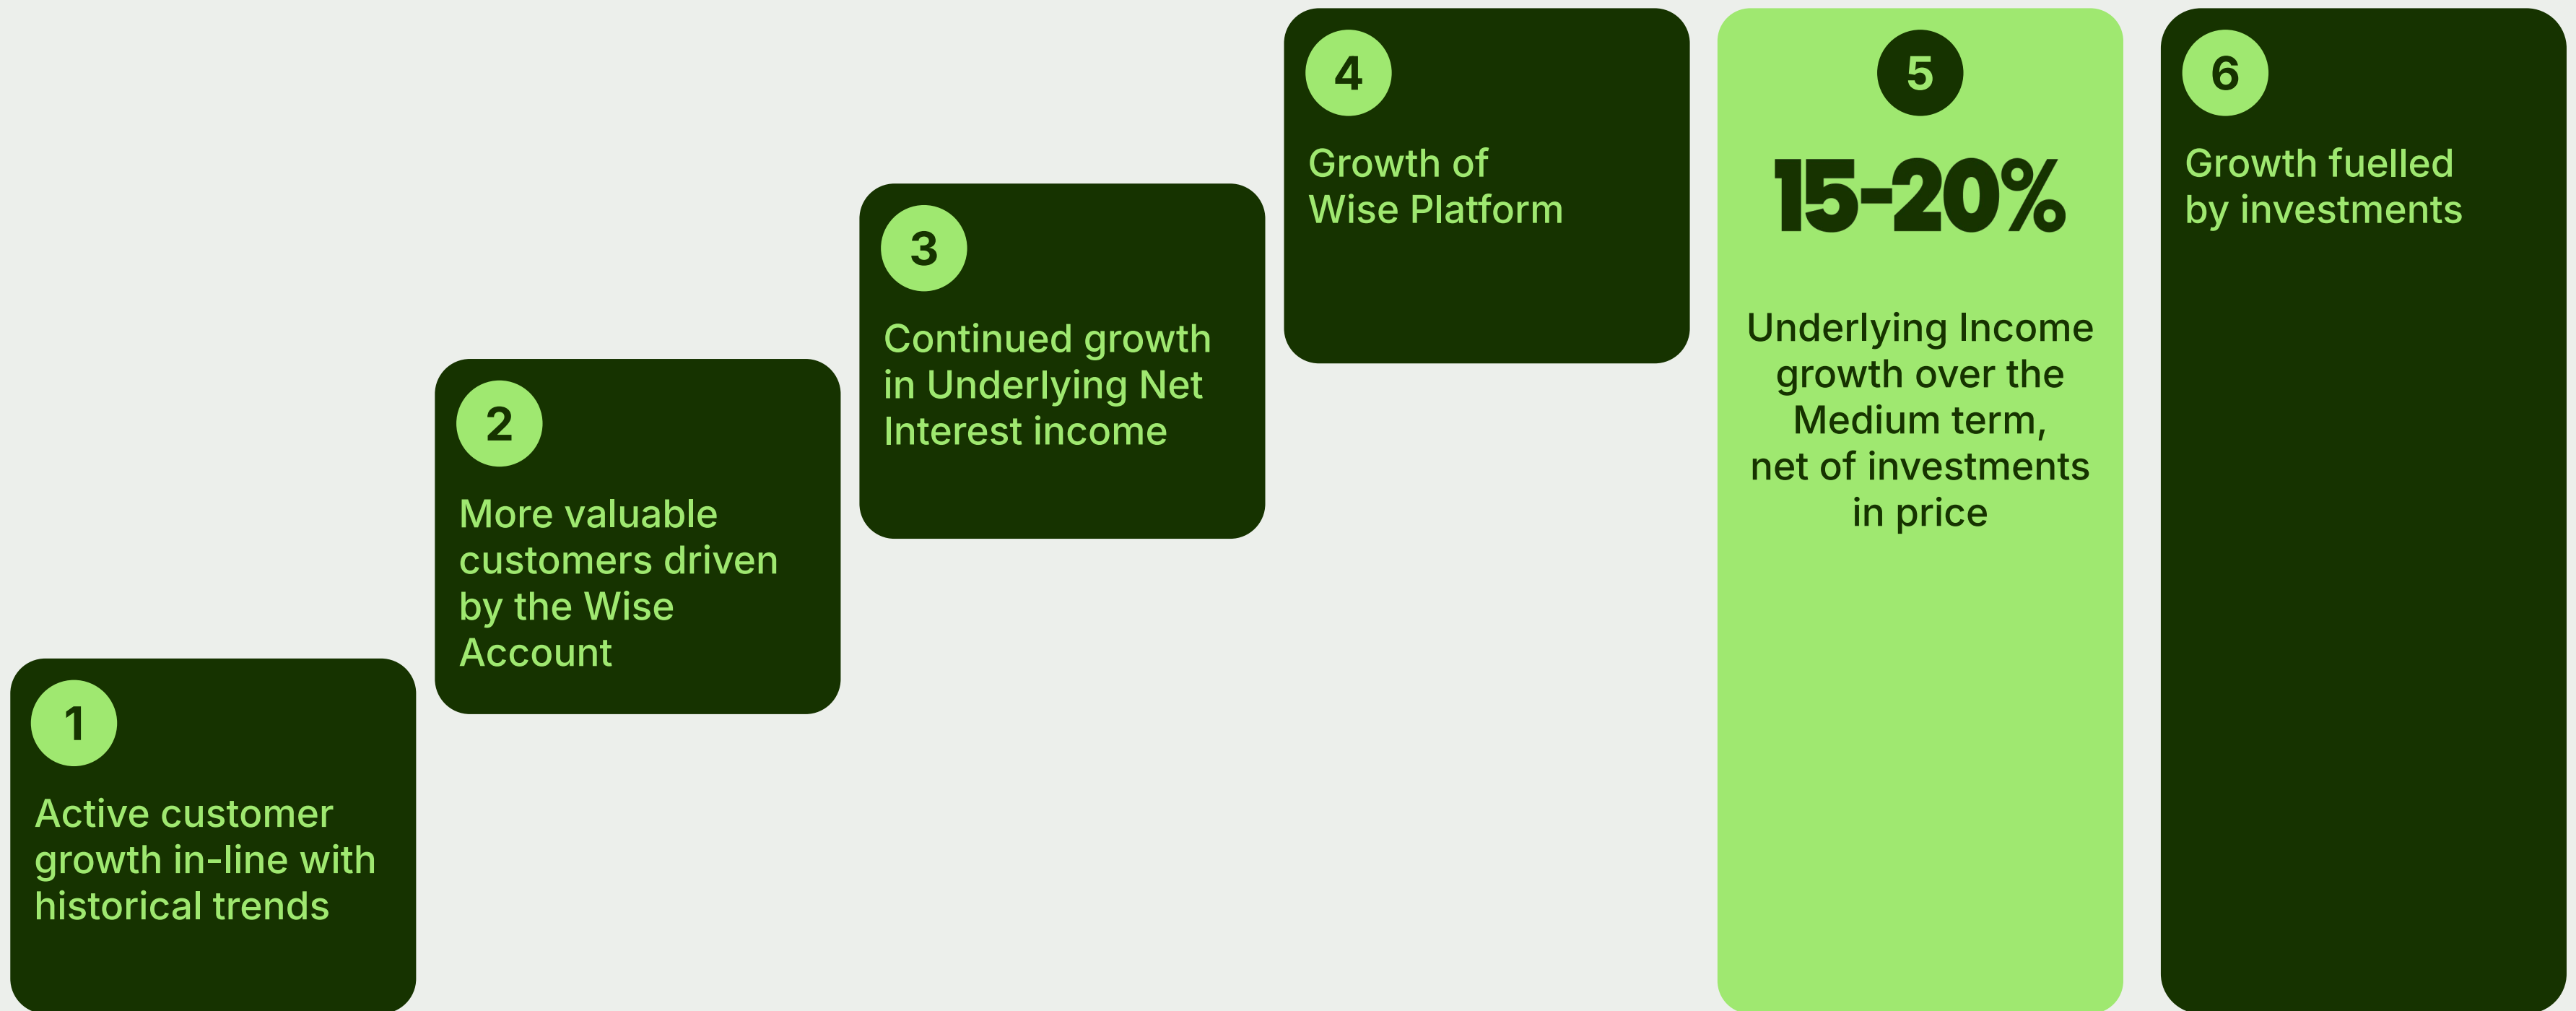 1
Active customer
growth in-line with
historical trends
2
More valuable
customers driven
by the Wise
Account
3
Continued growth
in Underlying Net
Interest income
4
Growth of
Wise Platform
5
15-20%
Underlying Income
growth over the
Medium term,
net of investments
in price
6
Growth fuelled
by investments